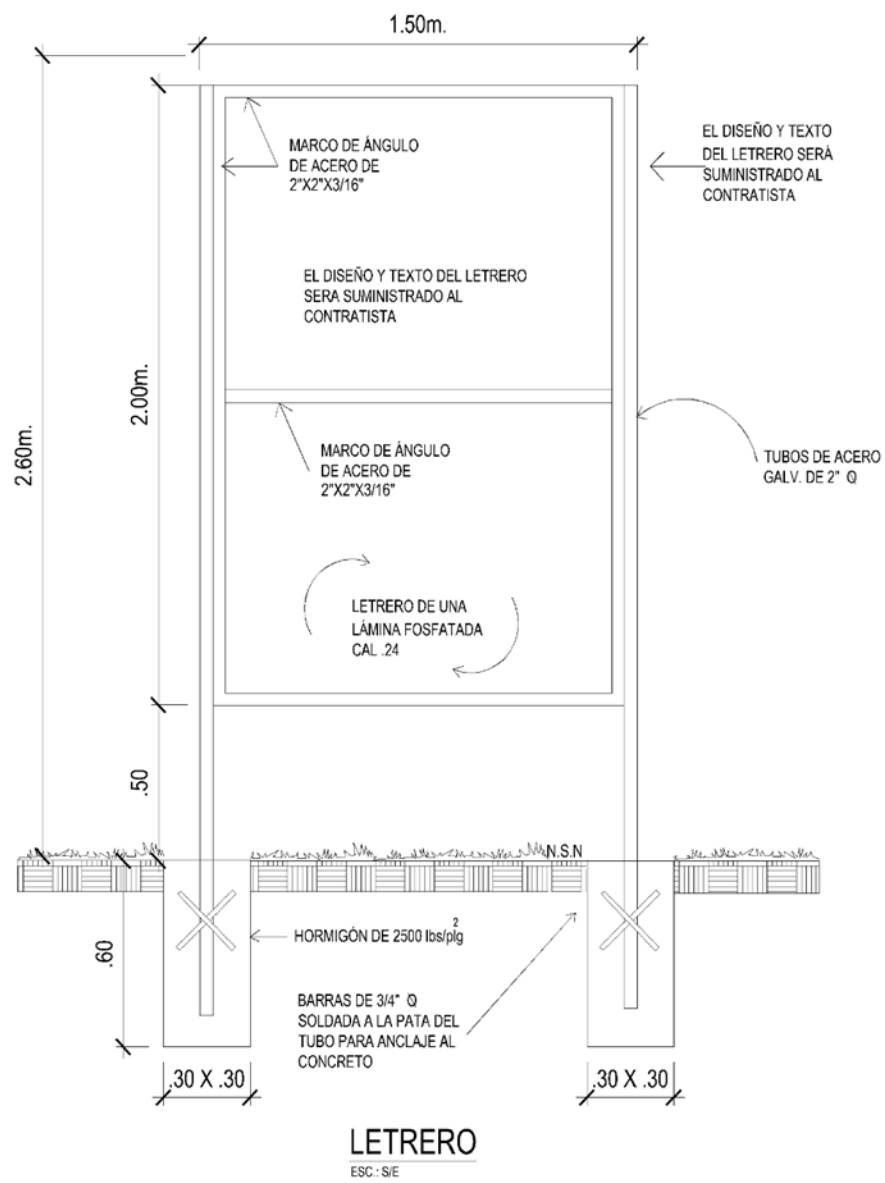 1.50m.
MARCO DE ÁNGULO
DE ACERO DE
2"X2"X3/16"
EL DISEÑO Y TEXTO
DEL LETRERO SERÁ
SUMINISTRADO AL
CONTRATISTA
EL DISEÑO Y TEXTO DEL LETRERO
SERA SUMINISTRADO AL
CONTRATISTA
2.00m.
2.60m.
MARCO DE ÁNGULO
DE ACERO DE
2"X2"X3/16"
TUBOS DE ACERO
GALV. DE 2" Ø
LETRERO DE UNA
LÁMINA FOSFATADA
CAL .24
.50
N.S.N
.60
HORMIGÓN DE 2500 lbs/plg²
BARRAS DE 3/4" Ø
SOLDADA A LA PATA DEL
TUBO PARA ANCLAJE AL
CONCRETO
.30 X .30
.30 X .30
LETRERO
ESC.: S/E